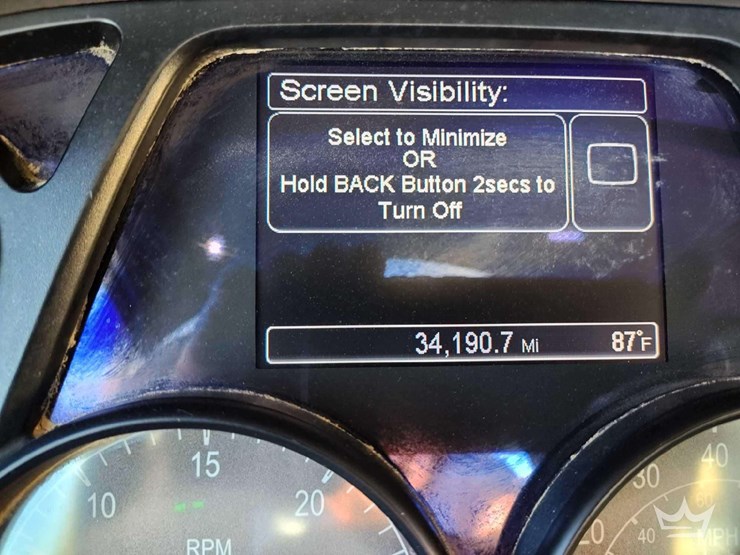 Screen Visibility:
Select to Minimize
OR
Hold BACK Button 2secs to
Turn Off
34,190.7 Mi 87°F
15
10 20
RPM
40
30
20 40 60 MPH